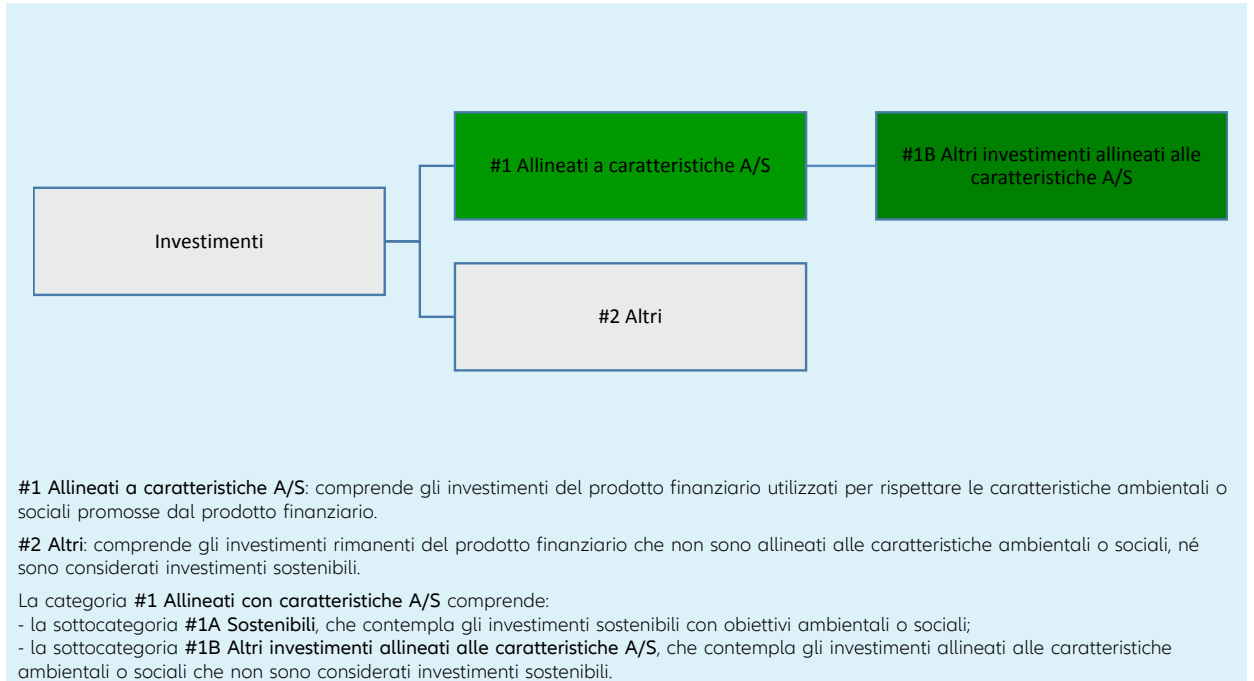 #1 Allineati a caratteristiche A/S
#1B Altri investimenti allineati alle
caratteristiche A/S
Investimenti
#2 Altri
#1 Allineati a caratteristiche A/S: comprende gli investimenti del prodotto finanziario utilizzati per rispettare le caratteristiche ambientali o
sociali promosse dal prodotto finanziario.
#2 Altri: comprende gli investimenti rimanenti del prodotto finanziario che non sono allineati alle caratteristiche ambientali o sociali, né
sono considerati investimenti sostenibili.
La categoria #1 Allineati con caratteristiche A/S comprende:
- la sottocategoria #1A Sostenibili, che contempla gli investimenti sostenibili con obiettivi ambientali o sociali;
- la sottocategoria #1B Altri investimenti allineati alle caratteristiche A/S, che contempla gli investimenti allineati alle caratteristiche
ambientali o sociali che non sono considerati investimenti sostenibili.